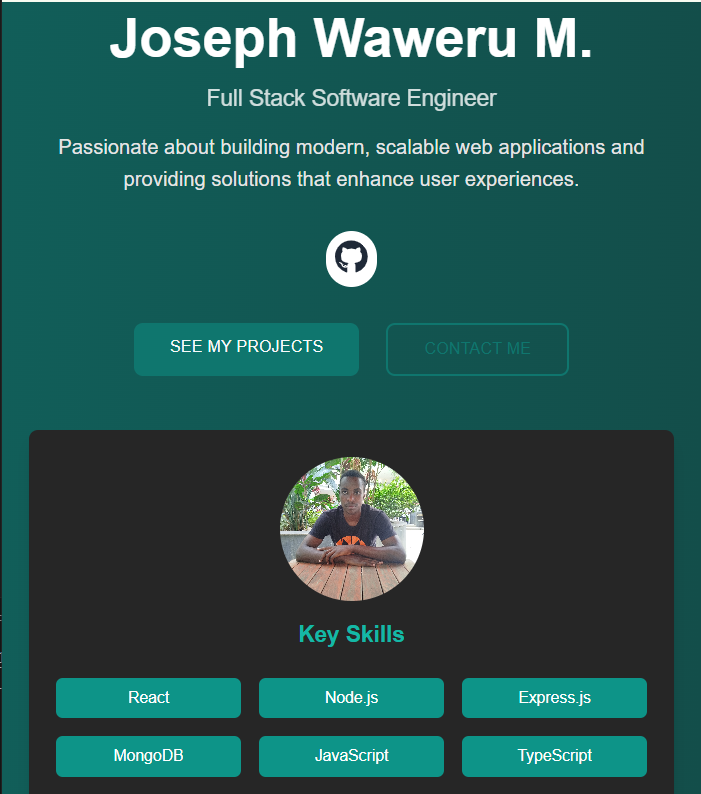 Joseph Waweru M.
Full Stack Software Engineer
Passionate about building modern, scalable web applications and
providing solutions that enhance user experiences.
SEE MY PROJECTS
CONTACT ME
Key Skills
React
Node.js
Express.js
MongoDB
JavaScript
TypeScript